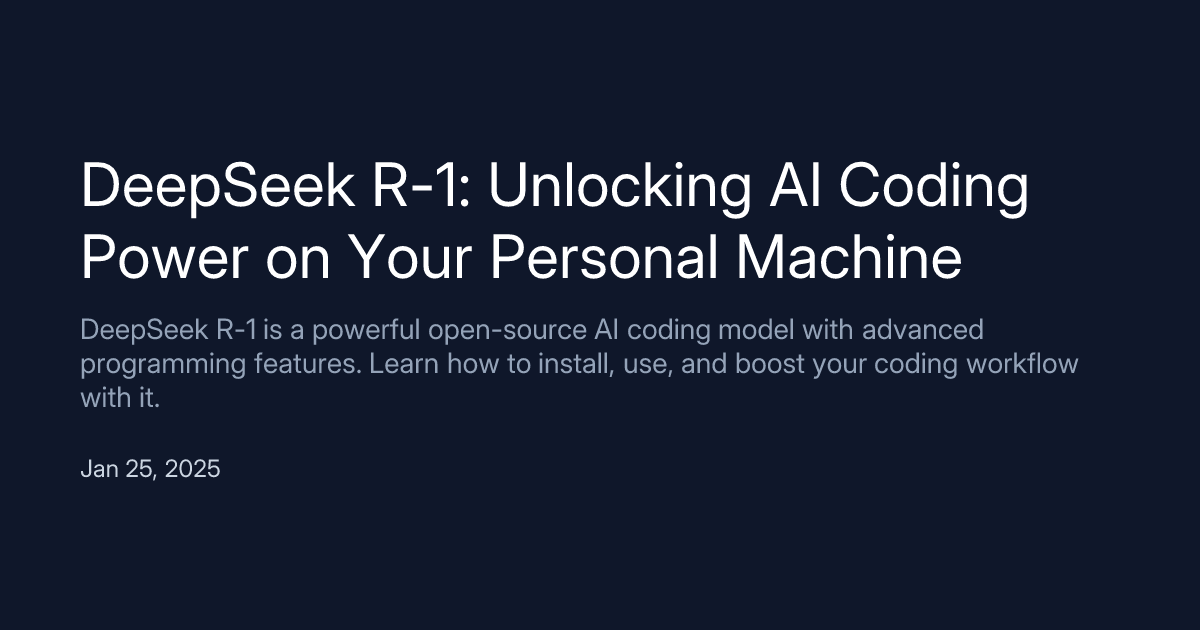 DeepSeek R-1: Unlocking AI Coding
Power on Your Personal Machine
DeepSeek R-1 is a powerful open-source AI coding model with advanced
programming features. Learn how to install, use, and boost your coding workflow
with it.
Jan 25, 2025